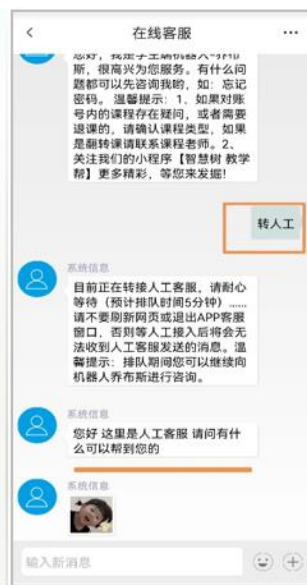 在线客服
您好，我是学生端机器人-乔布
斯，很高兴为您服务。有什么问
题都可以先咨询我哟，如：忘记
密码。 温馨提示：1、如果对账
号内的课程存在疑问，或者需要
退课的，请确认课程类型，如果
是翻转课请联系课程老师。2、
关注我们的小程序【智慧树 教学
帮】更多精彩，等您来发掘！
转人工
系统信息
目前正在转接人工客服，请耐心
等待（预计排队时间5分钟）……
请不要刷新网页或退出APP客服
窗口，否则等人工接入后将会无
法收到人工客服发送的消息。温
馨提示：排队期间您可以继续向
机器人乔布斯进行咨询。
系统信息
您好 这里是人工客服 请问有什
么可以帮到您的
系统信息
输入新消息